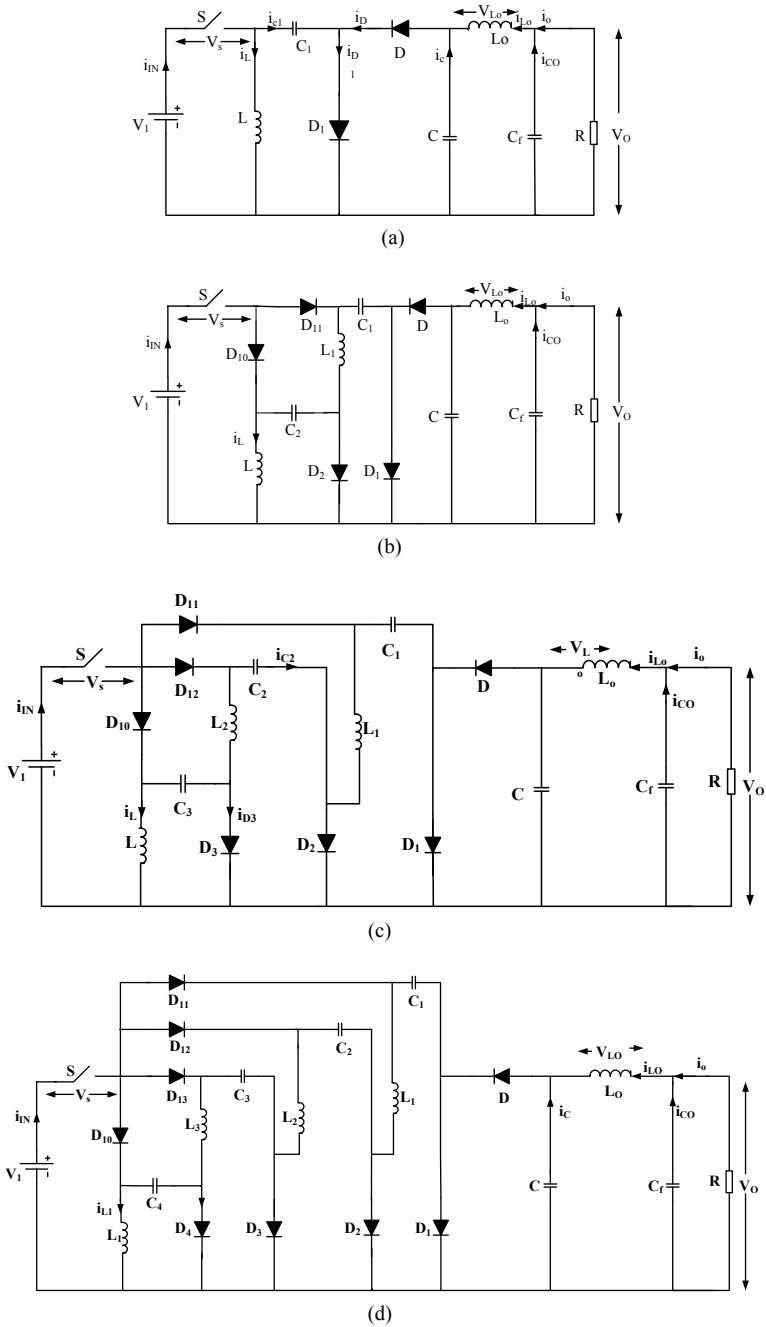 S i_c1 i_D V_Lo i_Lo i_o
V_s i_L C_1 i_D1 D i_c Lo i_CO
i_IN
V_1 + - L D_1 C C_f R V_O
(a)
S V_Lo i_Lo i_o
V_s D_11 C_1 D L_o
i_IN D_10 L_1 i_CO
V_1 + - C_2 C C_f R V_O
i_L L D_2 D_1
(b)
D_11
C_1
S i_C2 V_Lo i_Lo i_o
V_s D_12 C_2 D L_o
i_IN D_10 L_2 L_1 i_CO
V_1 + - C_3 C C_f R V_O
i_L i_D3
L D_3 D_2 D_1
(c)
D_11 C_1
D_12 C_2
S V_LO i_LO i_o
V_s D_13 C_3 D L_O
i_IN D_10 L_3 L_2 L_1 i_C i_CO
V_1 + - C_4 C C_f R V_O
i_L1
L_1 D_4 D_3 D_2 D_1
(d)